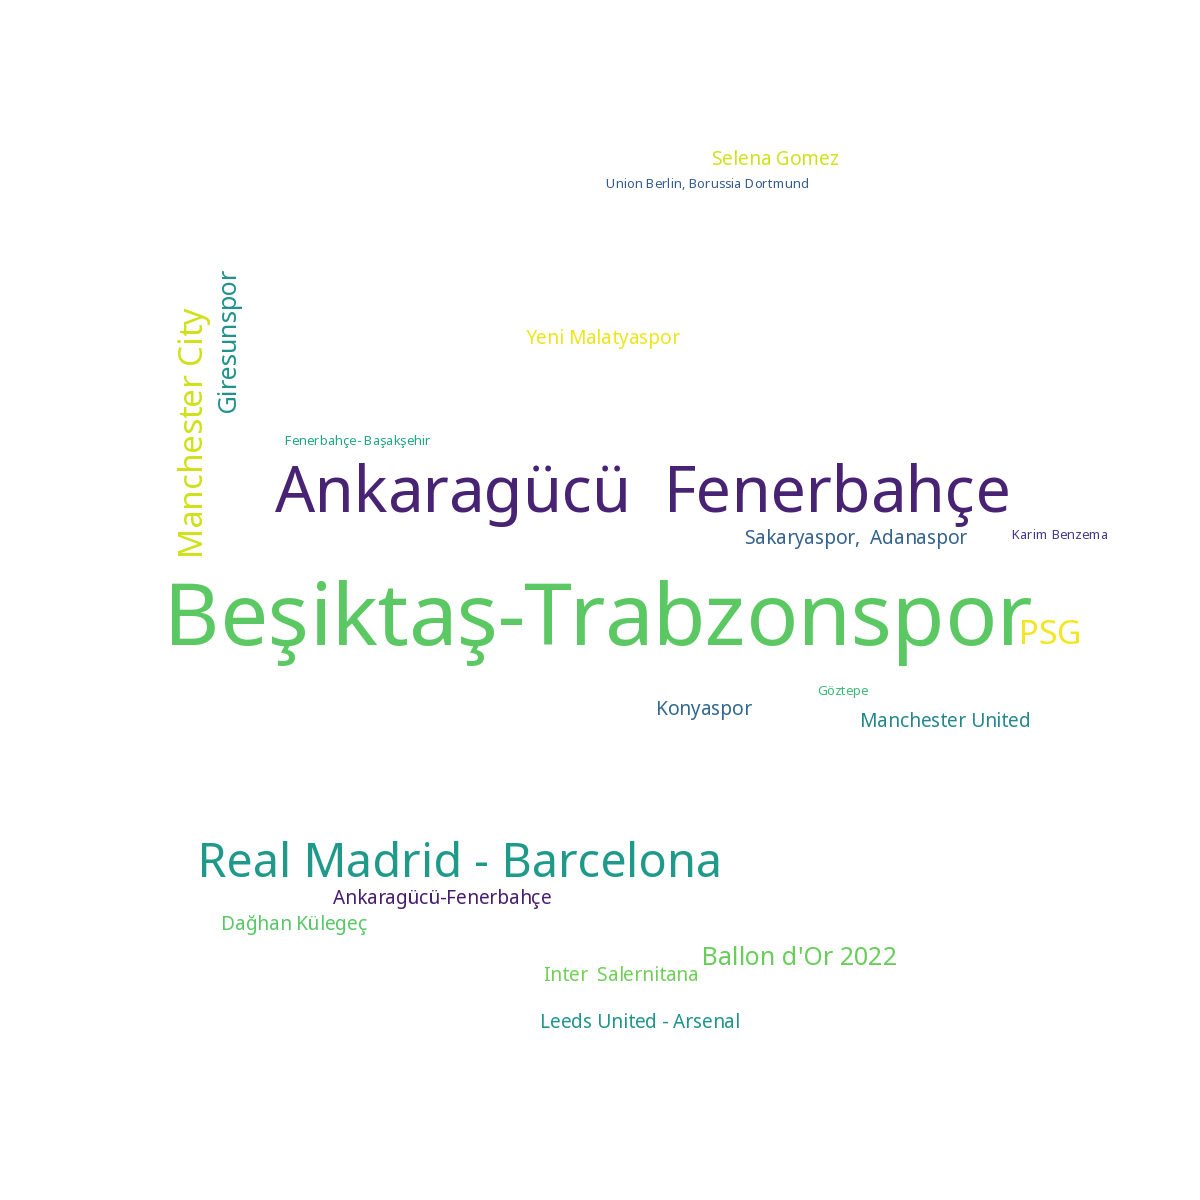 Selena Gomez
Union Berlin, Borussia Dortmund
Giresunspor
Manchester City
Yeni Malatyaspor
Fenerbahçe - Başakşehir
Ankaragücü  Fenerbahçe
Sakaryaspor,  Adanaspor
Karim Benzema
Beşiktaş-Trabzonspor
PSG
Göztepe
Konyaspor
Manchester United
Real Madrid - Barcelona
Ankaragücü-Fenerbahçe
Dağhan Külegeç
Ballon d'Or 2022
Inter  Salernitana
Leeds United - Arsenal